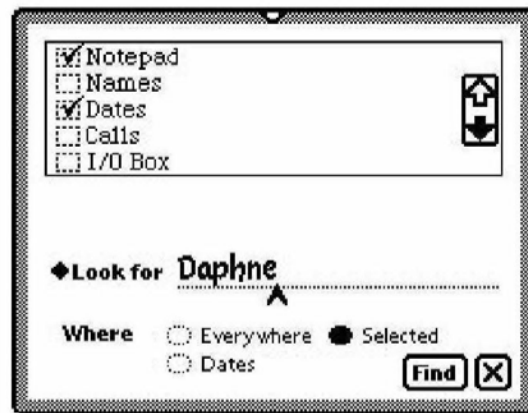 Notepad
Names
Dates
Calls
I/O Box
Look for Daphne
Where Everywhere Selected
Dates
Find X